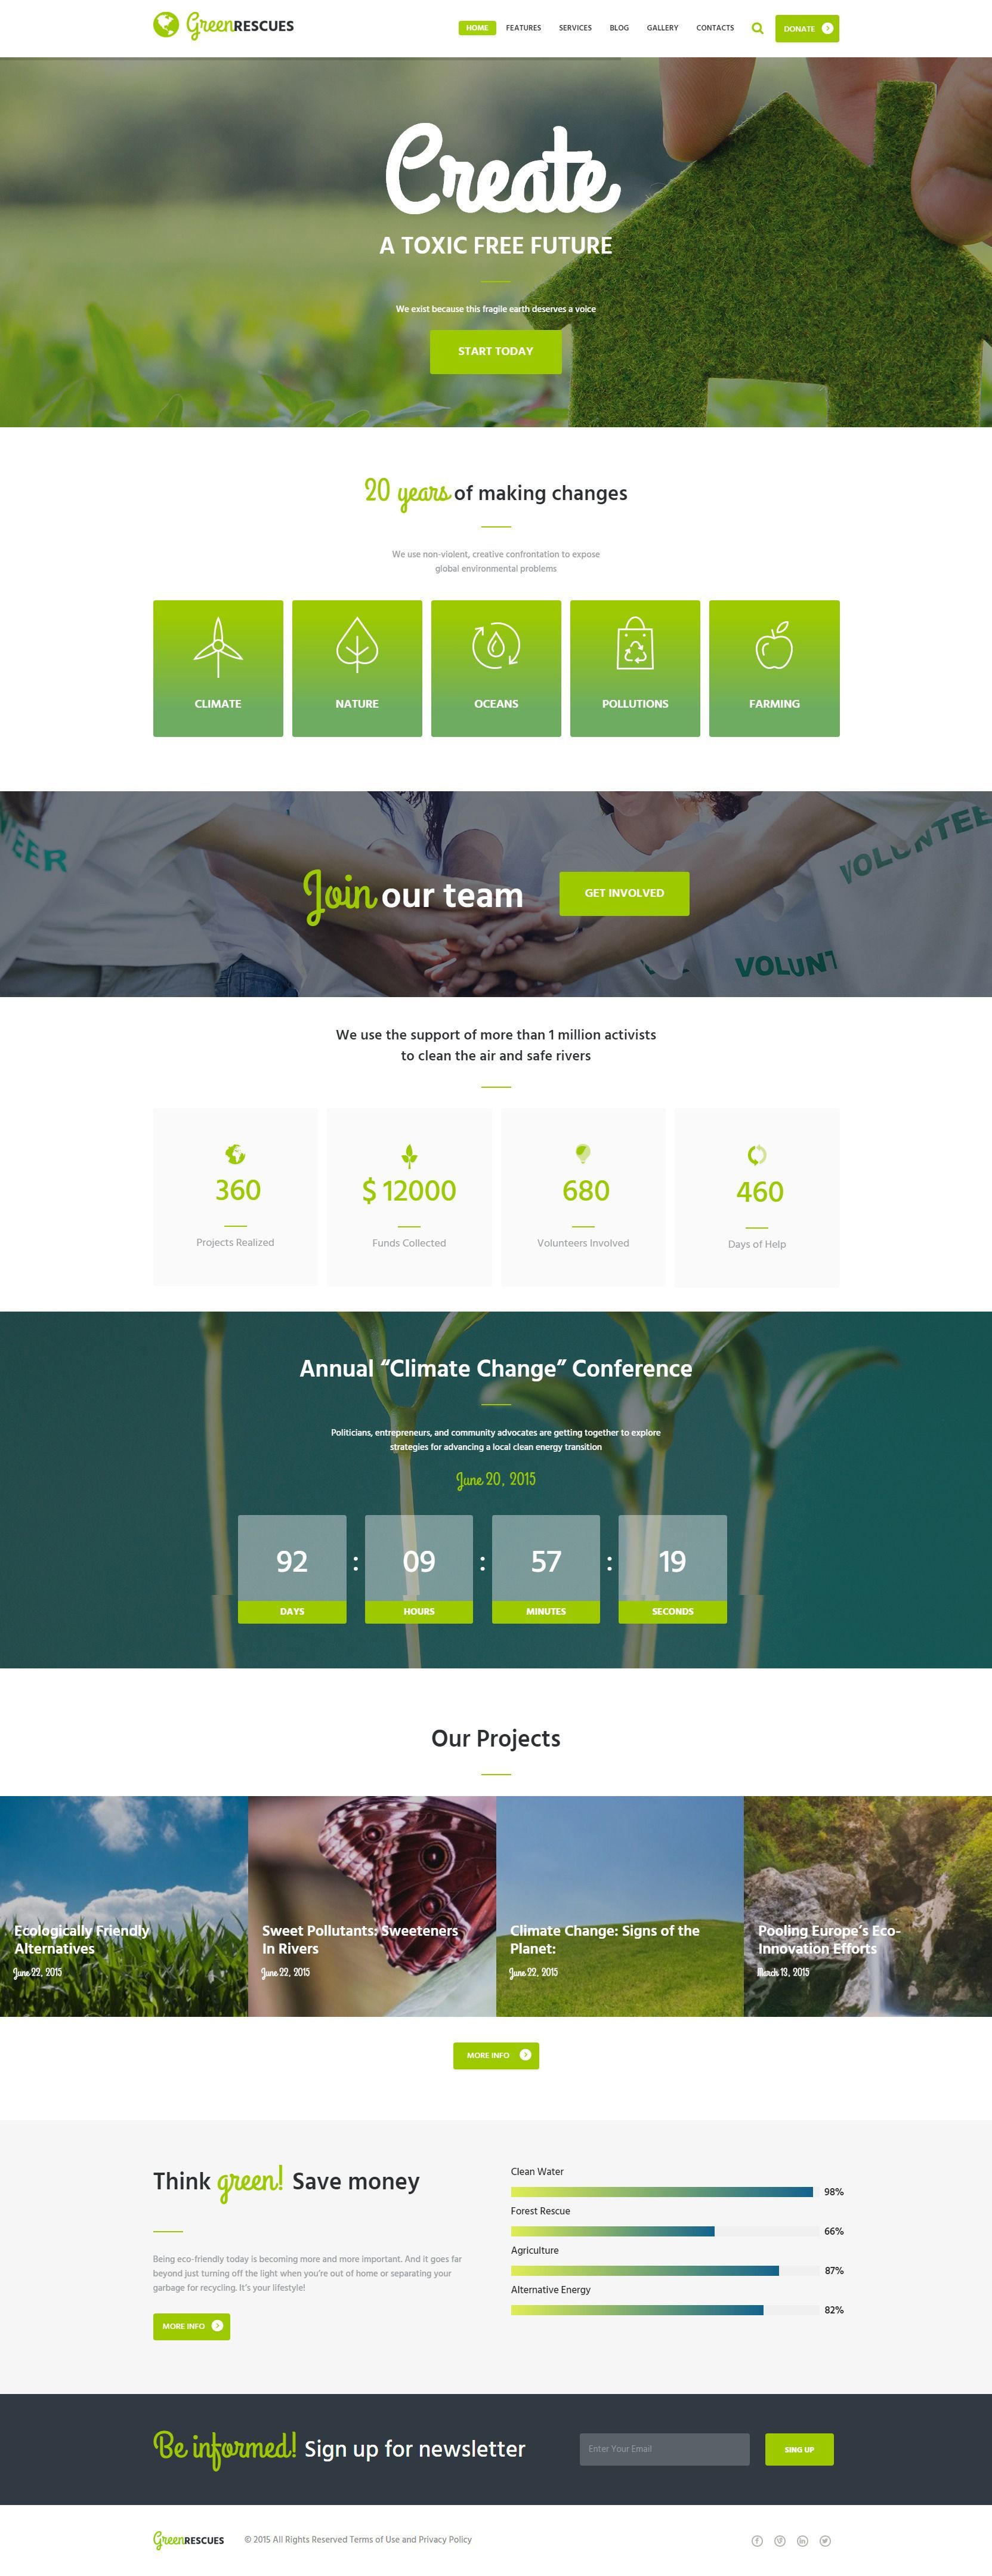 GreenRESCUES
HOME FEATURES SERVICES BLOG GALLERY CONTACTS DONATE
Create
A TOXIC FREE FUTURE
We exist because this fragile earth deserves a voice
START TODAY
20 years of making changes
We use non-violent, creative confrontation to expose
global environmental problems
CLIMATE NATURE OCEANS POLLUTIONS FARMING
EER
VOLUNTEE
Join our team GET INVOLVED
VOLUNT
We use the support of more than 1 million activists
to clean the air and safe rivers
360 $ 12000 680 460
Projects Realized Funds Collected Volunteers Involved Days of Help
Annual “Climate Change” Conference
Politicians, entrepreneurs, and community advocates are getting together to explore
strategies for advancing a local clean energy transition
June 20, 2015
92 : 09 : 57 : 19
DAYS HOURS MINUTES SECONDS
Our Projects
Ecologically Friendly
Alternatives
June 22, 2015
Sweet Pollutants: Sweeteners
In Rivers
June 22, 2015
Climate Change: Signs of the
Planet:
June 22, 2015
Pooling Europe’s Eco-
Innovation Efforts
March 13, 2015
MORE INFO
Think green! Save money
Being eco-friendly today is becoming more and more important. And it goes far
beyond just turning off the light when you’re out of home or separating your
garbage for recycling. It’s your lifestyle!
MORE INFO
Clean Water
98%
Forest Rescue
66%
Agriculture
87%
Alternative Energy
82%
Be informed! Sign up for newsletter
Enter Your Email
SING UP
GreenRESCUES
© 2015 All Rights Reserved Terms of Use and Privacy Policy